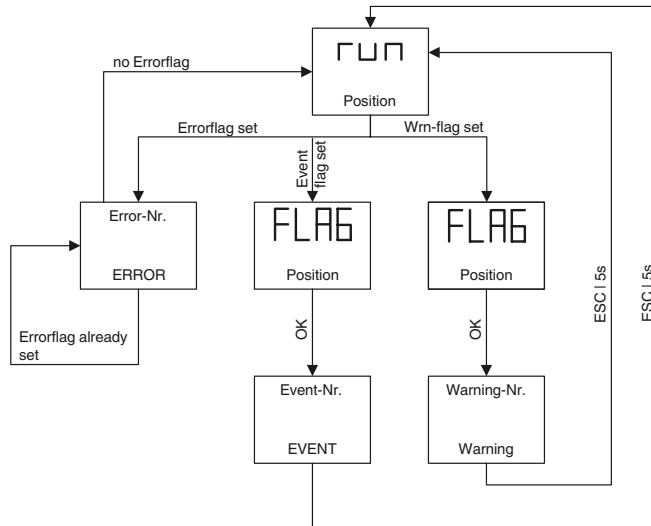 run
Position
no Errorflag
Errorflag set
Event
flag set
Wrn-flag set
Error-Nr.
ERROR
FLAG
Position
FLAG
Position
Errorflag already
set
OK
OK
Event-Nr.
EVENT
Warning-Nr.
Warning
ESC | 5s
ESC | 5s